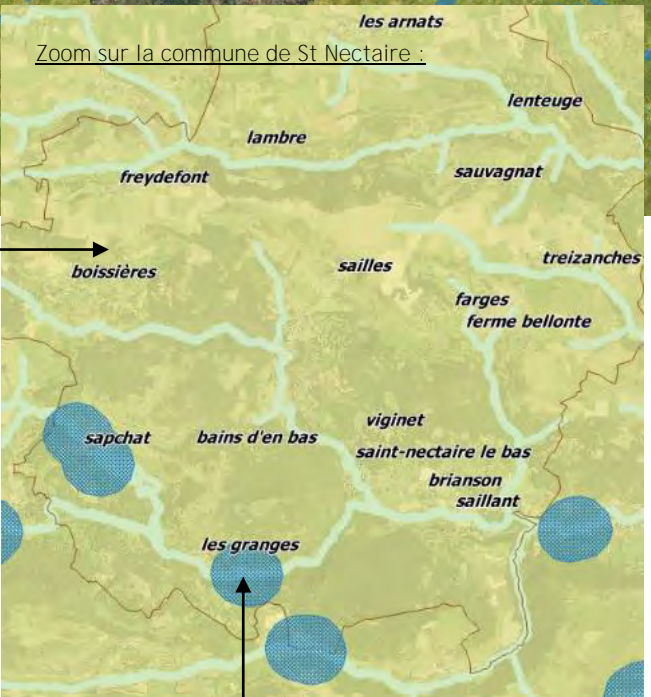 les arnats
Zoom sur la commune de St Nectaire :
lenteuge
lambre
sauvagnat
freydefont
treizanches
sailles
boissières
farges
ferme bellonte
viginet
sapchat
bains d'en bas
saint-nectaire le bas
brianson
saillant
les granges